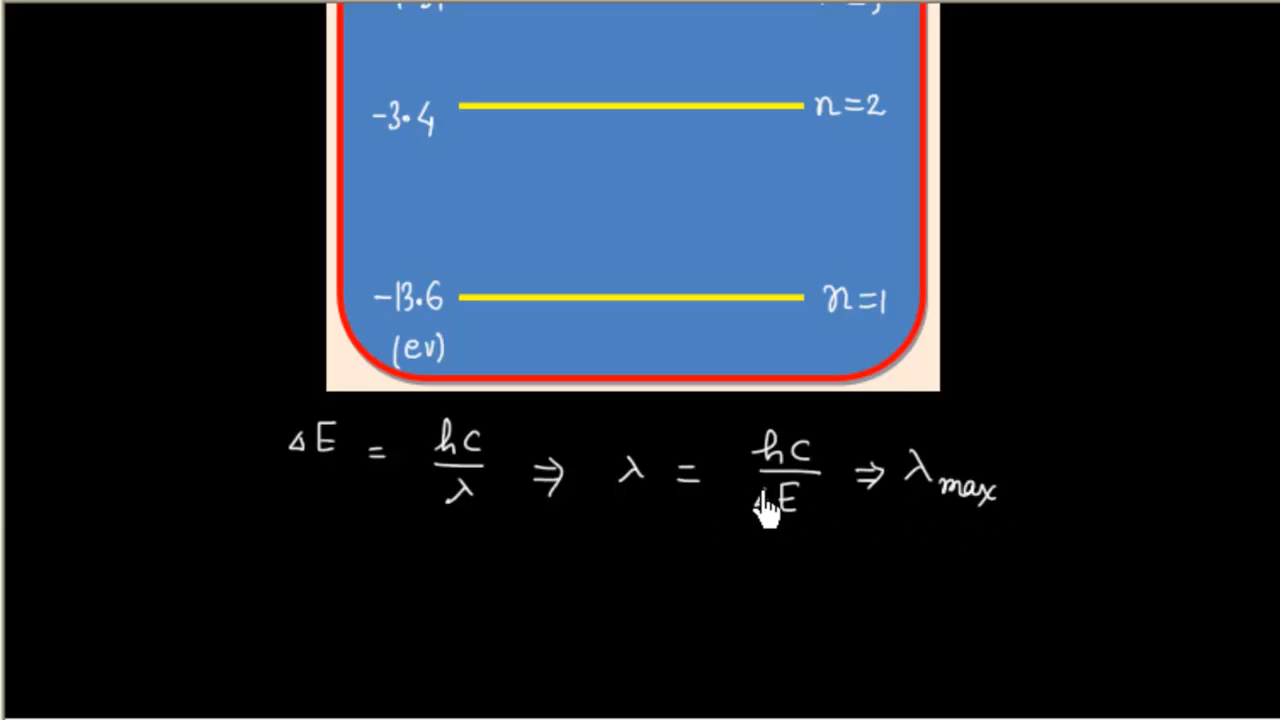 -3.4 n=2
-13.6 n=1
(ev)
ΔE = hc/λ ⇒ λ = hc/ΔE ⇒ λmax